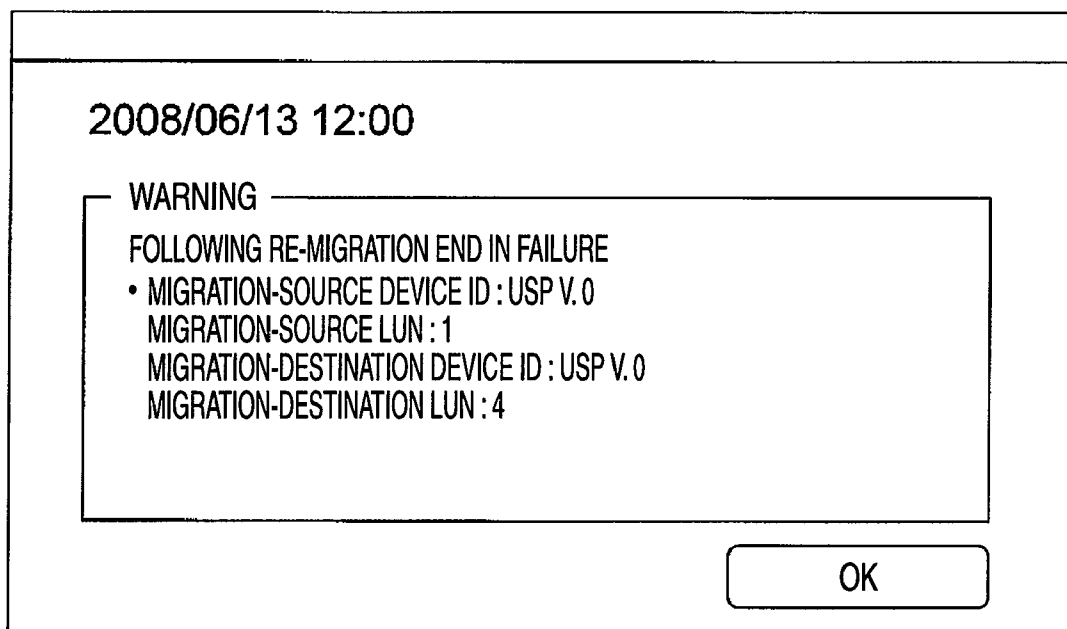 2008/06/13 12:00
WARNING
FOLLOWING RE-MIGRATION END IN FAILURE
• MIGRATION-SOURCE DEVICE ID : USP V. 0
MIGRATION-SOURCE LUN : 1
MIGRATION-DESTINATION DEVICE ID : USP V. 0
MIGRATION-DESTINATION LUN : 4
OK